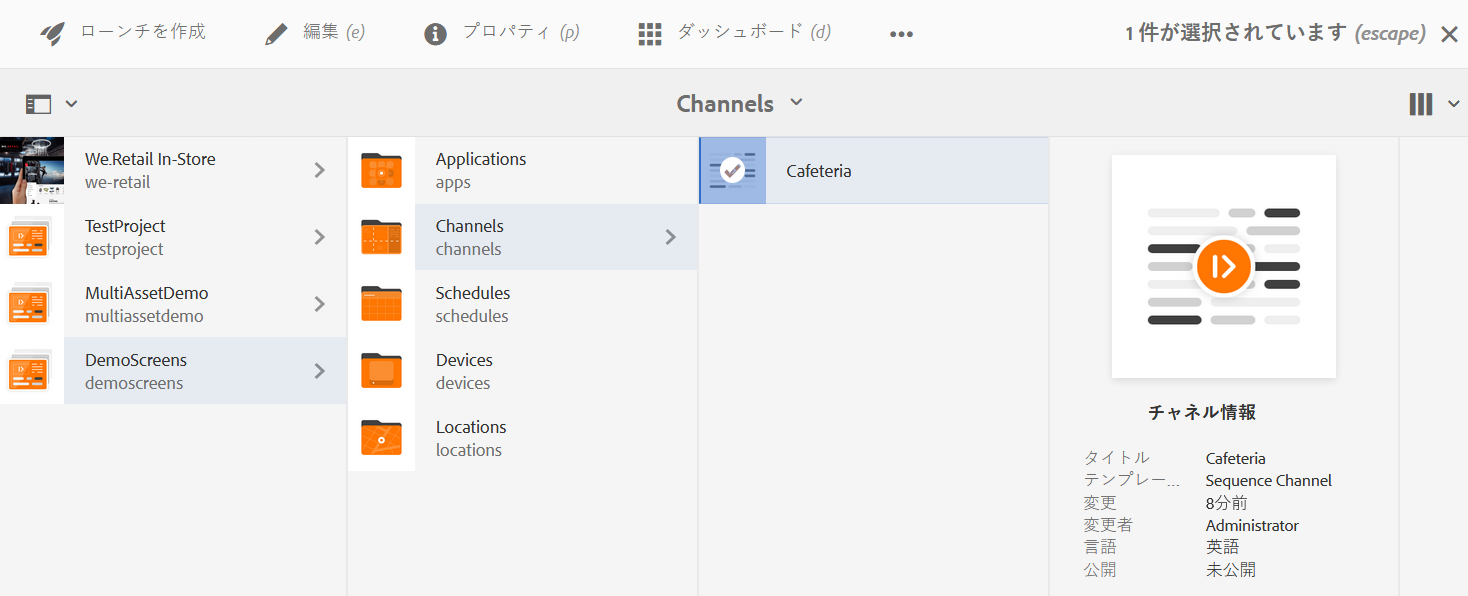 ローンチを作成 編集 (e) プロパティ (p) ダッシュボード (d) 1 件が選択されています (escape)
Channels
We.Retail In-Store
we-retail
TestProject
testproject
MultiAssetDemo
multiassetdemo
DemoScreens
demoscreens
Applications
apps
Channels
channels
Schedules
schedules
Devices
devices
Locations
locations
Cafeteria
チャネル情報
タイトル Cafeteria
テンプレー... Sequence Channel
変更 8分前
変更者 Administrator
言語 英語
公開 未公開